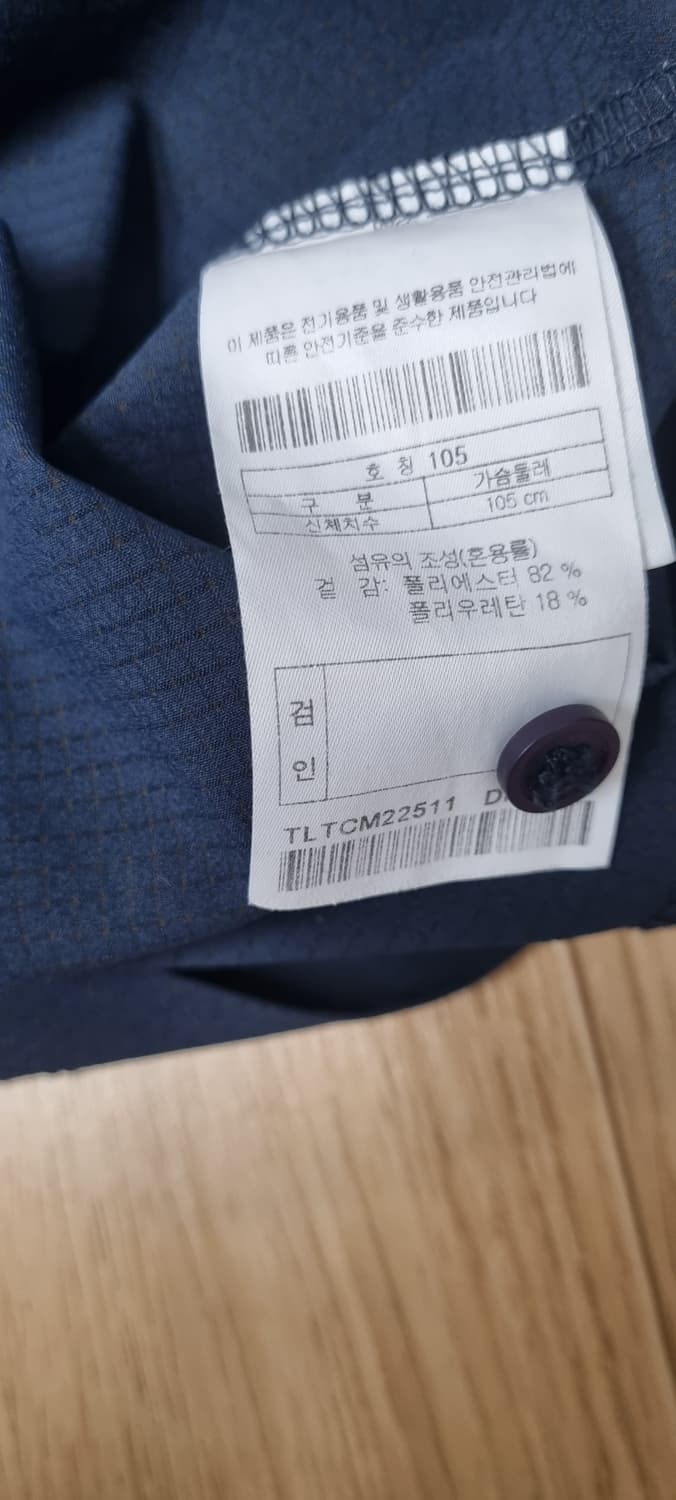 이 제품은 전기용품 및 생활용품 안전관리법에
따른 안전기준을 준수한 제품입니다
호 칭 105
구 분 가슴둘레
신체치수 105 cm
섬유의 조성(혼용률)
겉 감: 폴리에스터 82 %
폴리우레탄 18 %
검
인
TLTCM22511